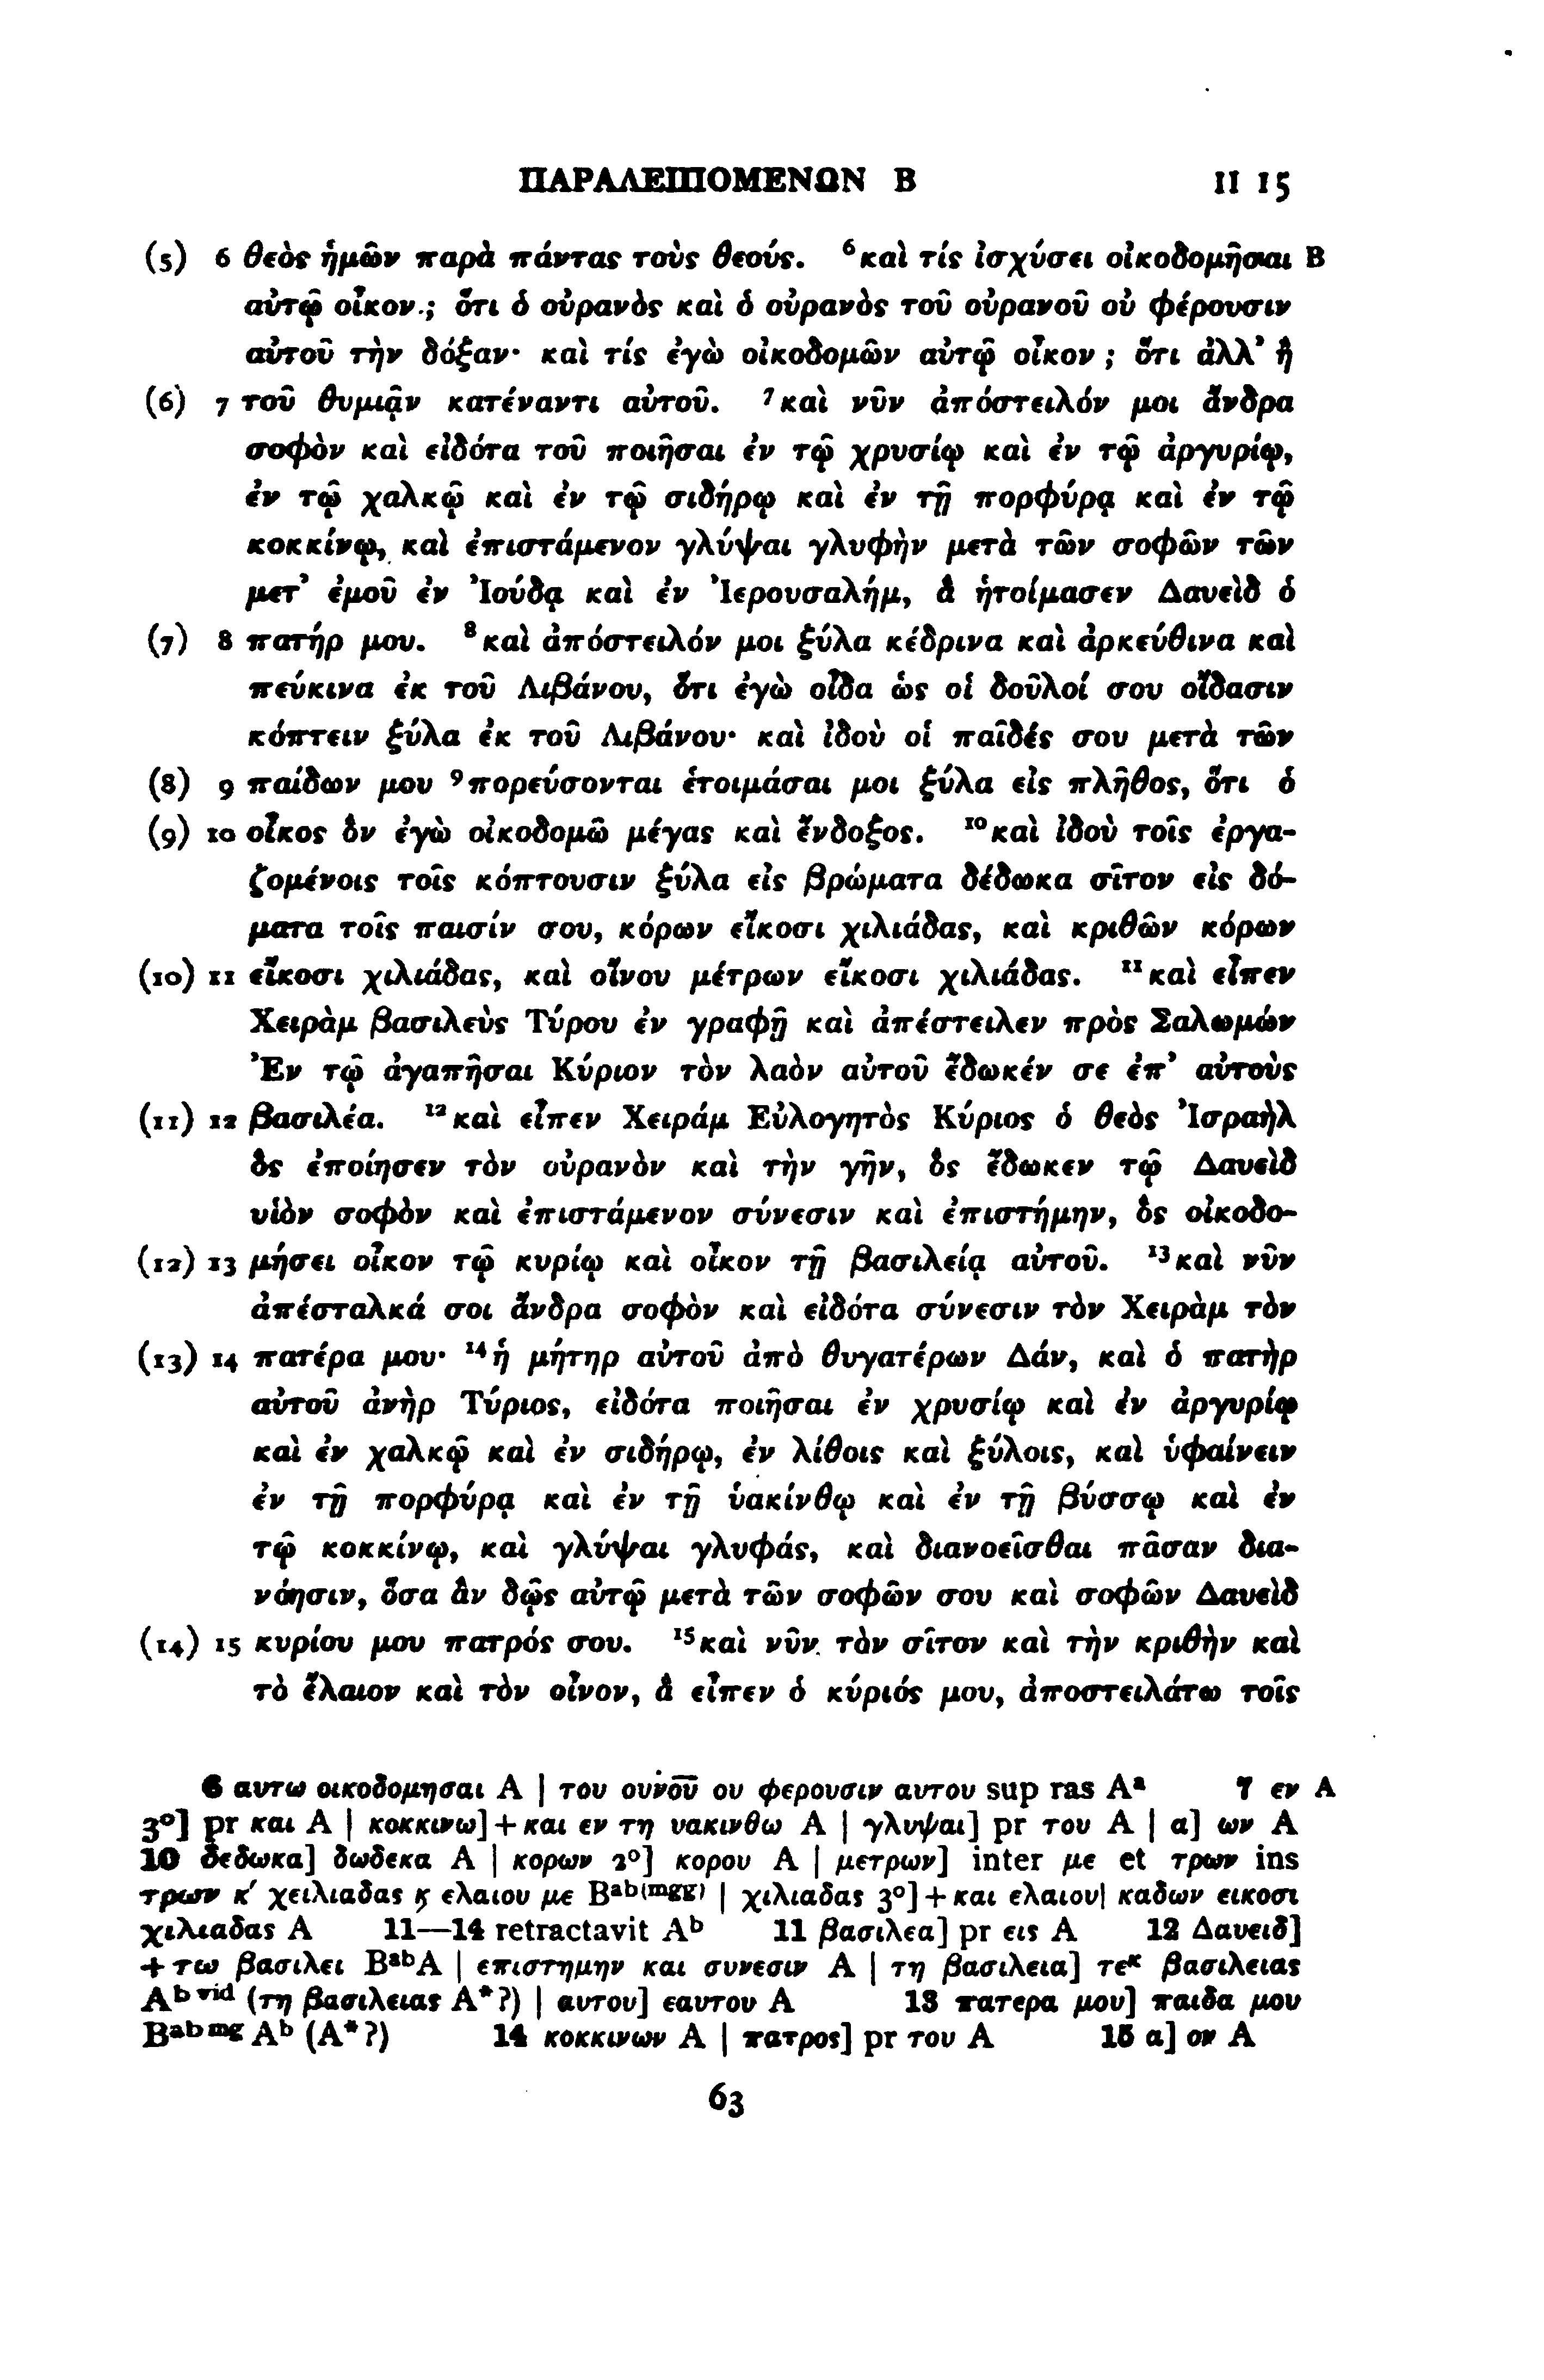 ΠΑΡΑΛΕΙΠΟΜΕΝΩΝ Β II 15
(5) 6 θεὸς ἡμῶν παρὰ πάντας τοὺς θεούς. ⁶καὶ τίς ἰσχύσει οἰκοδομῆσαι B
αὐτῷ οἶκον; ὅτι ὁ οὐρανὸς καὶ ὁ οὐρανὸς τοῦ οὐρανοῦ οὐ φέρουσιν
αὐτοῦ τὴν δόξαν· καὶ τίς ἐγὼ οἰκοδομῶν αὐτῷ οἶκον; ὅτι ἀλλ’ ἢ
(6) 7 τοῦ θυμιᾷν κατέναντι αὐτοῦ. ⁷καὶ νῦν ἀπόστειλόν μοι ἄνδρα
σοφὸν καὶ εἰδότα τοῦ ποιῆσαι ἐν τῷ χρυσίῳ καὶ ἐν τῷ ἀργυρίῳ,
ἐν τῷ χαλκῷ καὶ ἐν τῷ σιδήρῳ καὶ ἐν τῇ πορφύρᾳ καὶ ἐν τῷ
κοκκίνῳ, καὶ ἐπιστάμενον γλύψαι γλυφὴν μετὰ τῶν σοφῶν τῶν
μετ’ ἐμοῦ ἐν Ἰούδᾳ καὶ ἐν Ἰερουσαλήμ, ἃ ἡτοίμασεν Δαυεὶδ ὁ
(7) 8 πατήρ μου. ⁸καὶ ἀπόστειλόν μοι ξύλα κέδρινα καὶ ἀρκεύθινα καὶ
πεύκινα ἐκ τοῦ Λιβάνου, ὅτι ἐγὼ οἶδα ὡς οἱ δοῦλοί σου οἴδασιν
κόπτειν ξύλα ἐκ τοῦ Λιβάνου· καὶ ἰδοὺ οἱ παῖδές σου μετὰ τῶν
(8) 9 παίδων μου ⁹πορεύσονται ἑτοιμάσαι μοι ξύλα εἰς πλῆθος, ὅτι ὁ
(9) 10 οἶκος ὃν ἐγὼ οἰκοδομῶ μέγας καὶ ἔνδοξος. ¹⁰καὶ ἰδοὺ τοῖς ἐργα-
ζομένοις τοῖς κόπτουσιν ξύλα εἰς βρώματα δέδωκα σῖτον εἰς δό-
ματα τοῖς παισίν σου, κόρων εἴκοσι χιλιάδας, καὶ κριθῶν κόρων
(10) 11 εἴκοσι χιλιάδας, καὶ οἴνου μέτρων εἴκοσι χιλιάδας. ¹¹καὶ εἶπεν
Χειρὰμ βασιλεὺς Τύρου ἐν γραφῇ καὶ ἀπέστειλεν πρὸς Σαλωμών
Ἐν τῷ ἀγαπῆσαι Κύριον τὸν λαὸν αὐτοῦ ἔδωκέν σε ἐπ’ αὐτοὺς
(11) 12 βασιλέα. ¹²καὶ εἶπεν Χειράμ Εὐλογητὸς Κύριος ὁ θεὸς Ἰσραὴλ
ὃς ἐποίησεν τὸν οὐρανὸν καὶ τὴν γῆν, ὃς ἔδωκεν τῷ Δαυεὶδ
υἱὸν σοφὸν καὶ ἐπιστάμενον σύνεσιν καὶ ἐπιστήμην, ὃς οἰκοδο-
(12) 13 μήσει οἶκον τῷ κυρίῳ καὶ οἶκον τῇ βασιλείᾳ αὐτοῦ. ¹³καὶ νῦν
ἀπέσταλκά σοι ἄνδρα σοφὸν καὶ εἰδότα σύνεσιν τὸν Χειρὰμ τὸν
(13) 14 πατέρα μου· ¹⁴ἡ μήτηρ αὐτοῦ ἀπὸ θυγατέρων Δάν, καὶ ὁ πατὴρ
αὐτοῦ ἀνὴρ Τύριος, εἰδότα ποιῆσαι ἐν χρυσίῳ καὶ ἐν ἀργυρίῳ
καὶ ἐν χαλκῷ καὶ ἐν σιδήρῳ, ἐν λίθοις καὶ ξύλοις, καὶ ὑφαίνειν
ἐν τῇ πορφύρᾳ καὶ ἐν τῇ ὑακίνθῳ καὶ ἐν τῇ βύσσῳ καὶ ἐν
τῷ κοκκίνῳ, καὶ γλύψαι γλυφάς, καὶ διανοεῖσθαι πᾶσαν δια-
νόησιν, ὅσα ἂν δῷς αὐτῷ μετὰ τῶν σοφῶν σου καὶ σοφῶν Δαυεὶδ
(14) 15 κυρίου μου πατρός σου. ¹⁵καὶ νῦν τὸν σῖτον καὶ τὴν κριθὴν καὶ
τὸ ἔλαιον καὶ τὸν οἶνον, ἃ εἶπεν ὁ κύριός μου, ἀποστειλάτω τοῖς
6 αυτω οικοδομησαι A | του ουνου ου φερουσιν αυτου sup ras Aᵃ 7 εν A
3°] pr και A | κοκκινω]+και εν τη υακινθω A | γλυψαι] pr του A | α] ων A
10 δεδωκα] δωδεκα A | κορων 2°] κορου A | μετρων] inter με et τρων ins
τρων κ′ χειλιαδας ϗ ελαιου με Bᵃᵇ⁽ᵐᵍᵍ⁾ | χιλιαδας 3°]+και ελαιου| καδων εικοσι
χιλιαδας A 11—14 retractavit Aᵇ 11 βασιλεα] pr εις A 12 Δαυειδ]
+τω βασιλει BᵃᵇA | επιστημην και συνεσιν A | τη βασιλεια] τεᵏ βασιλειας
Aᵇ ᵛⁱᵈ (τη βασιλειας A*?) | αυτου] εαυτου A 13 πατερα μου] παιδα μου
Bᵃᵇᵐᵍ Aᵇ (A*?) 14 κοκκινων A | πατρος] pr του A 15 α] ον A
63